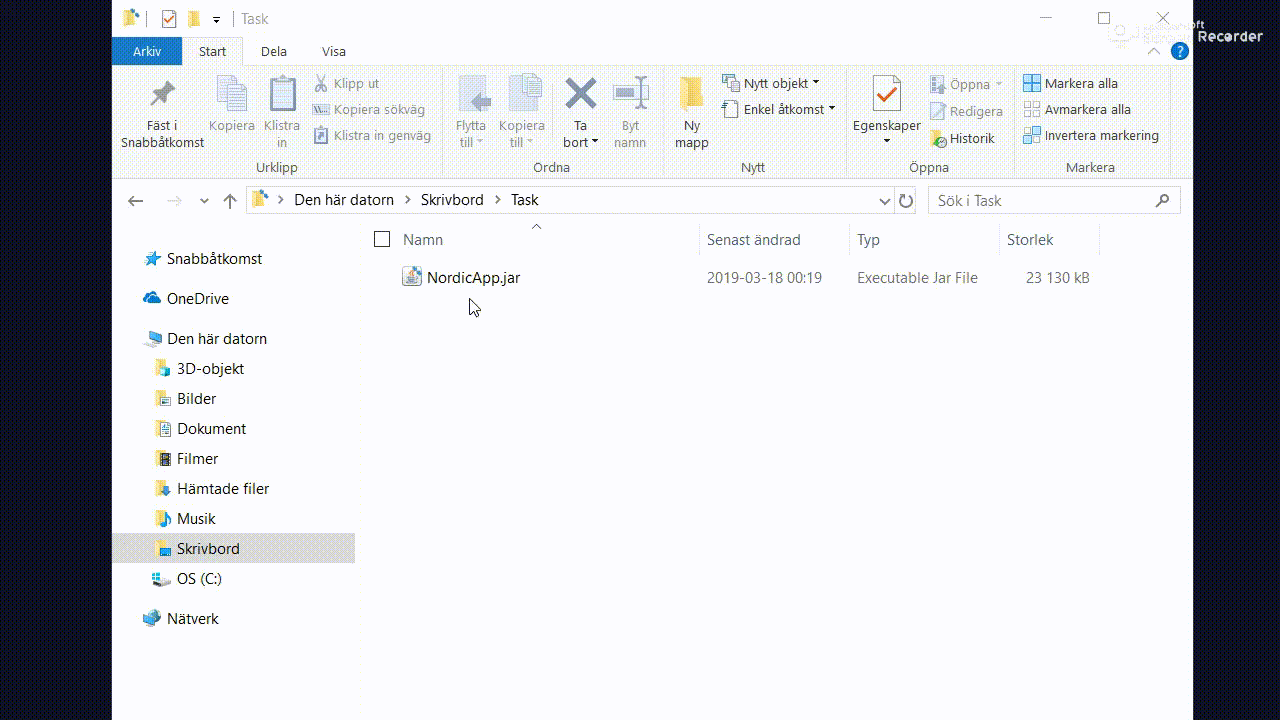 Task
Recorder
Arkiv Start Dela Visa
Fäst i
Snabbåtkomst
Kopiera
Klistra
in
Klipp ut
Kopiera sökväg
Klistra in genväg
Urklipp
Flytta
till
Kopiera
till
Ta
bort
Byt
namn
Ordna
Ny
mapp
Nytt objekt
Enkel åtkomst
Nytt
Egenskaper
Öppna
Redigera
Historik
Öppna
Markera alla
Avmarkera alla
Invertera markering
Markera
Den här datorn Skrivbord Task
Sök i Task
Namn Senast ändrad Typ Storlek
NordicApp.jar 2019-03-18 00:19 Executable Jar File 23 130 kB
Snabbåtkomst
OneDrive
Den här datorn
3D-objekt
Bilder
Dokument
Filmer
Hämtade filer
Musik
Skrivbord
OS (C:)
Nätverk